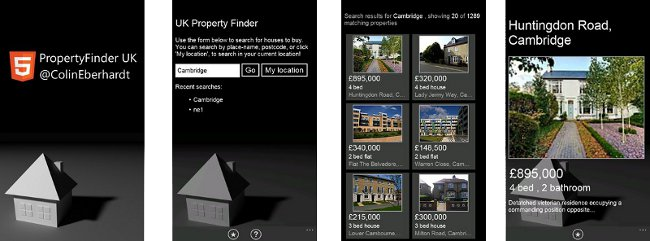 5
PropertyFinder UK
@ColinEberhardt
UK Property Finder
Use the form below to search for houses to buy.
You can search by place-name, postcode, or click
'My location', to search in your current location!
Cambridge
Go
My location
Recent searches:
• Cambridge
• ne1
?
...
Search results for Cambridge , showing 20 of 1289
matching properties
£895,000
4 bed
Huntingdon Road, C...
£320,000
4 bed house
Lady Jermy Way, Ca...
£340,000
2 bed flat
Flat The Belvedere, ...
£148,500
2 bed flat
Warren Close, Cam...
£215,000
3 bed house
Lower Cambourne,...
£300,000
3 bed house
Milton Road, Cambri...
Huntingdon Road,
Cambridge
£895,000
4 bed , 2 bathroom
Detatched victorian residence occupying a
commanding position opposite...
...